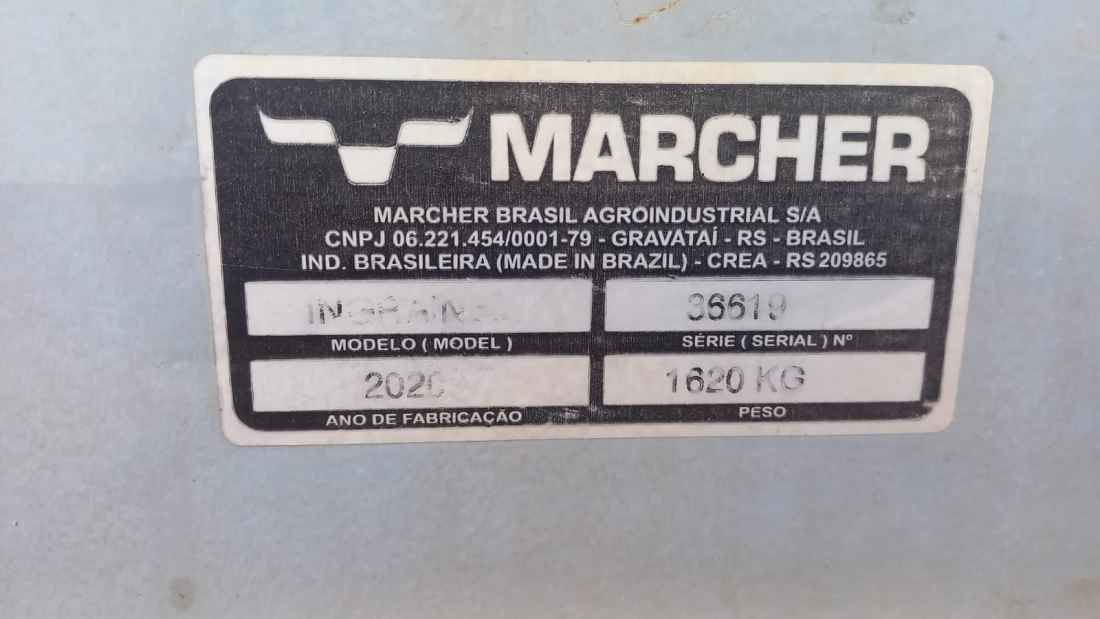 MARCHER
MARCHER BRASIL AGROINDUSTRIAL S/A
CNPJ 06.221.454/0001-79 - GRAVATAÍ - RS - BRASIL
IND. BRASILEIRA (MADE IN BRAZIL) - CREA - RS 209865
36619
MODELO ( MODEL )
SÉRIE ( SERIAL ) Nº
2020
1620 KG
ANO DE FABRICAÇÃO
PESO